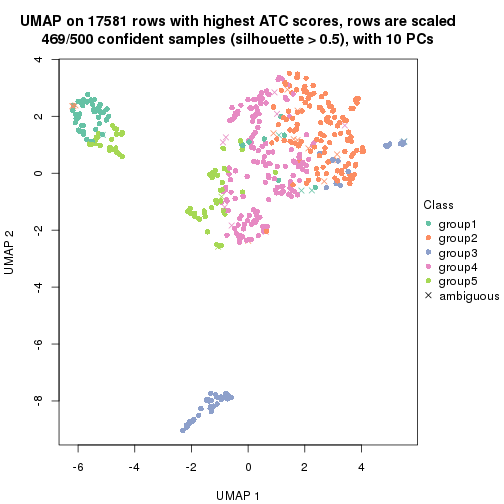 UMAP on 17581 rows with highest ATC scores, rows are scaled
469/500 confident samples (silhouette > 0.5), with 10 PCs
4
2
0
-2
-4
-6
-8
UMAP 2
-6 -4 -2 0 2 4
UMAP 1
Class
group1
group2
group3
group4
group5
ambiguous